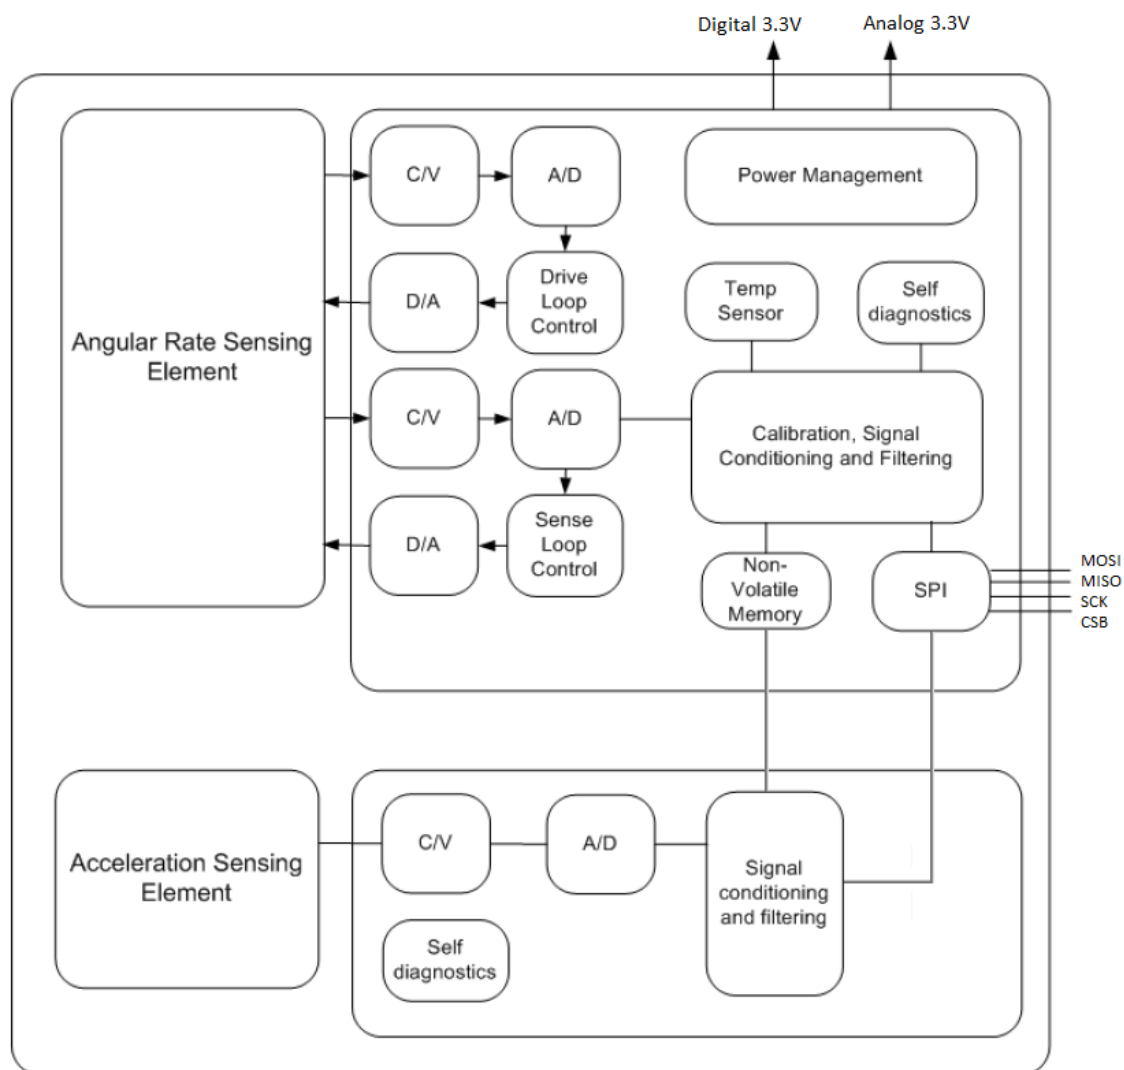 Digital 3.3V
Analog 3.3V
C/V
A/D
Power Management
D/A
Drive
Loop
Control
Temp
Sensor
Self
diagnostics
Angular Rate Sensing
Element
C/V
A/D
Calibration, Signal
Conditioning and Filtering
D/A
Sense
Loop
Control
Non-
Volatile
Memory
SPI
MOSI
MISO
SCK
CSB
Acceleration Sensing
Element
C/V
A/D
Signal
conditioning
and filtering
Self
diagnostics